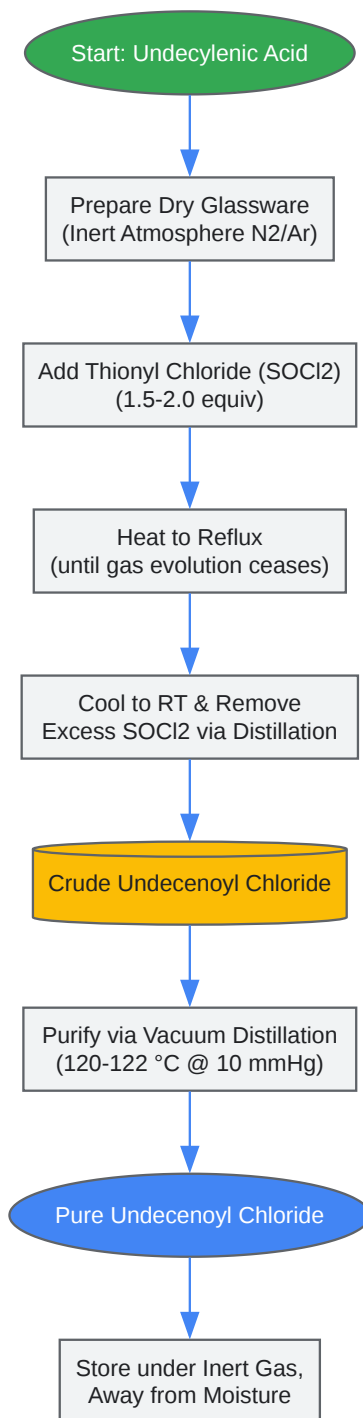 Start: Undecylenic Acid
Prepare Dry Glassware
(Inert Atmosphere N2/Ar)
Add Thionyl Chloride (SOCl2)
(1.5-2.0 equiv)
Heat to Reflux
(until gas evolution ceases)
Cool to RT & Remove
Excess SOCl2 via Distillation
Crude Undecenoyl Chloride
Purify via Vacuum Distillation
(120-122 °C @ 10 mmHg)
Pure Undecenoyl Chloride
Store under Inert Gas,
Away from Moisture